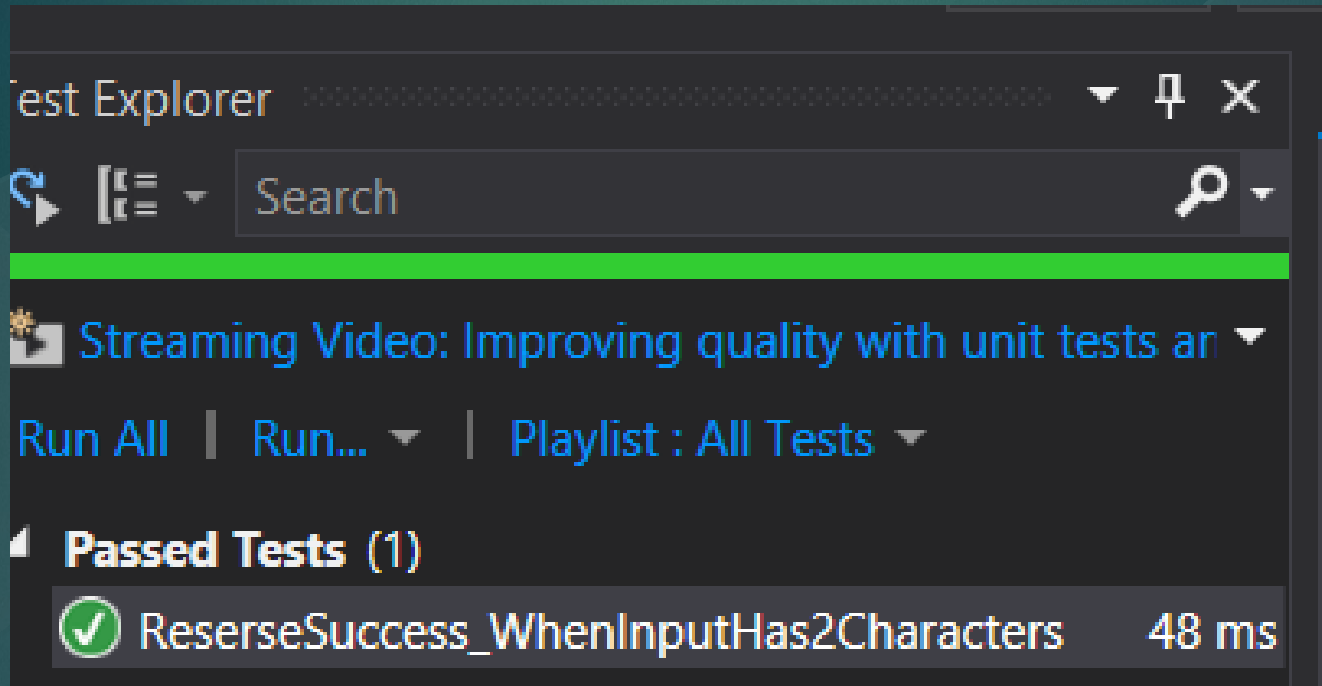 Test Explorer
Search
Streaming Video: Improving quality with unit tests an
Run All | Run... | Playlist : All Tests
Passed Tests (1)
ReserseSuccess_WhenInputHas2Characters 48 ms